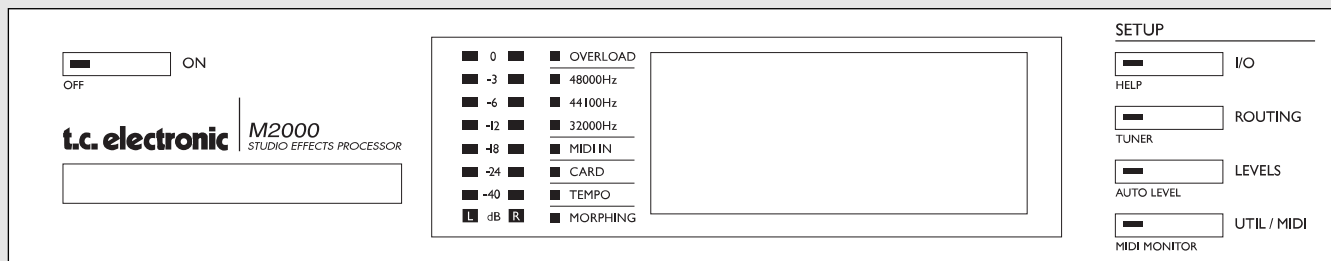 ON
OFF
t.c. electronic
M2000
STUDIO EFFECTS PROCESSOR
0 OVERLOAD
-3 48000Hz
-6 44100Hz
-12 32000Hz
-18 MIDI IN
-24 CARD
-40 TEMPO
L dB R MORPHING
SETUP
I/O
HELP
ROUTING
TUNER
LEVELS
AUTO LEVEL
UTIL / MIDI
MIDI MONITOR